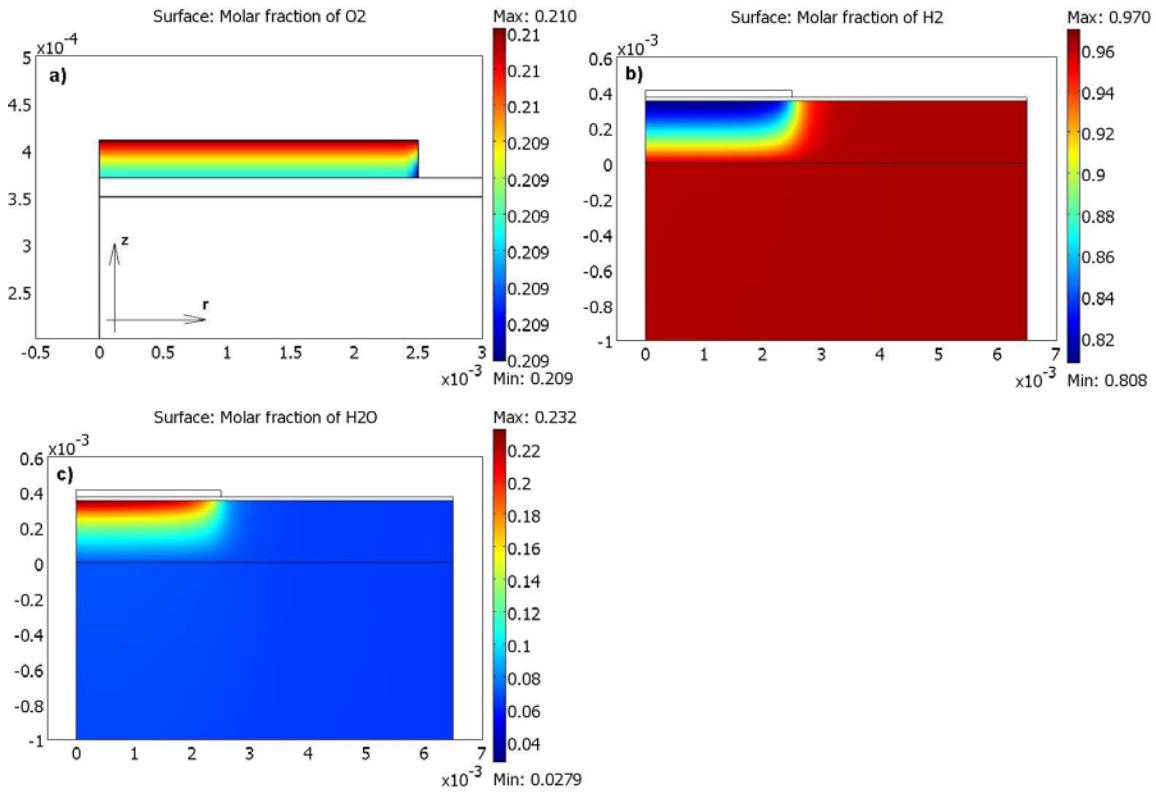 Surface: Molar fraction of O2
Max: 0.210
x10-4
a)
5
4.5
4
3.5
3
2.5
z
r
-0.5 0 0.5 1 1.5 2 2.5 3
x10-3
0.21
0.21
0.21
0.209
0.209
0.209
0.209
0.209
0.209
0.209
Min: 0.209
Surface: Molar fraction of H2
Max: 0.970
x10-3
b)
0.6
0.4
0.2
0
-0.2
-0.4
-0.6
-0.8
-1
0 1 2 3 4 5 6 7
x10-3
0.96
0.94
0.92
0.9
0.88
0.86
0.84
0.82
Min: 0.808
Surface: Molar fraction of H2O
Max: 0.232
x10-3
c)
0.6
0.4
0.2
0
-0.2
-0.4
-0.6
-0.8
-1
0 1 2 3 4 5 6 7
x10-3
0.22
0.2
0.18
0.16
0.14
0.12
0.1
0.08
0.06
0.04
Min: 0.0279